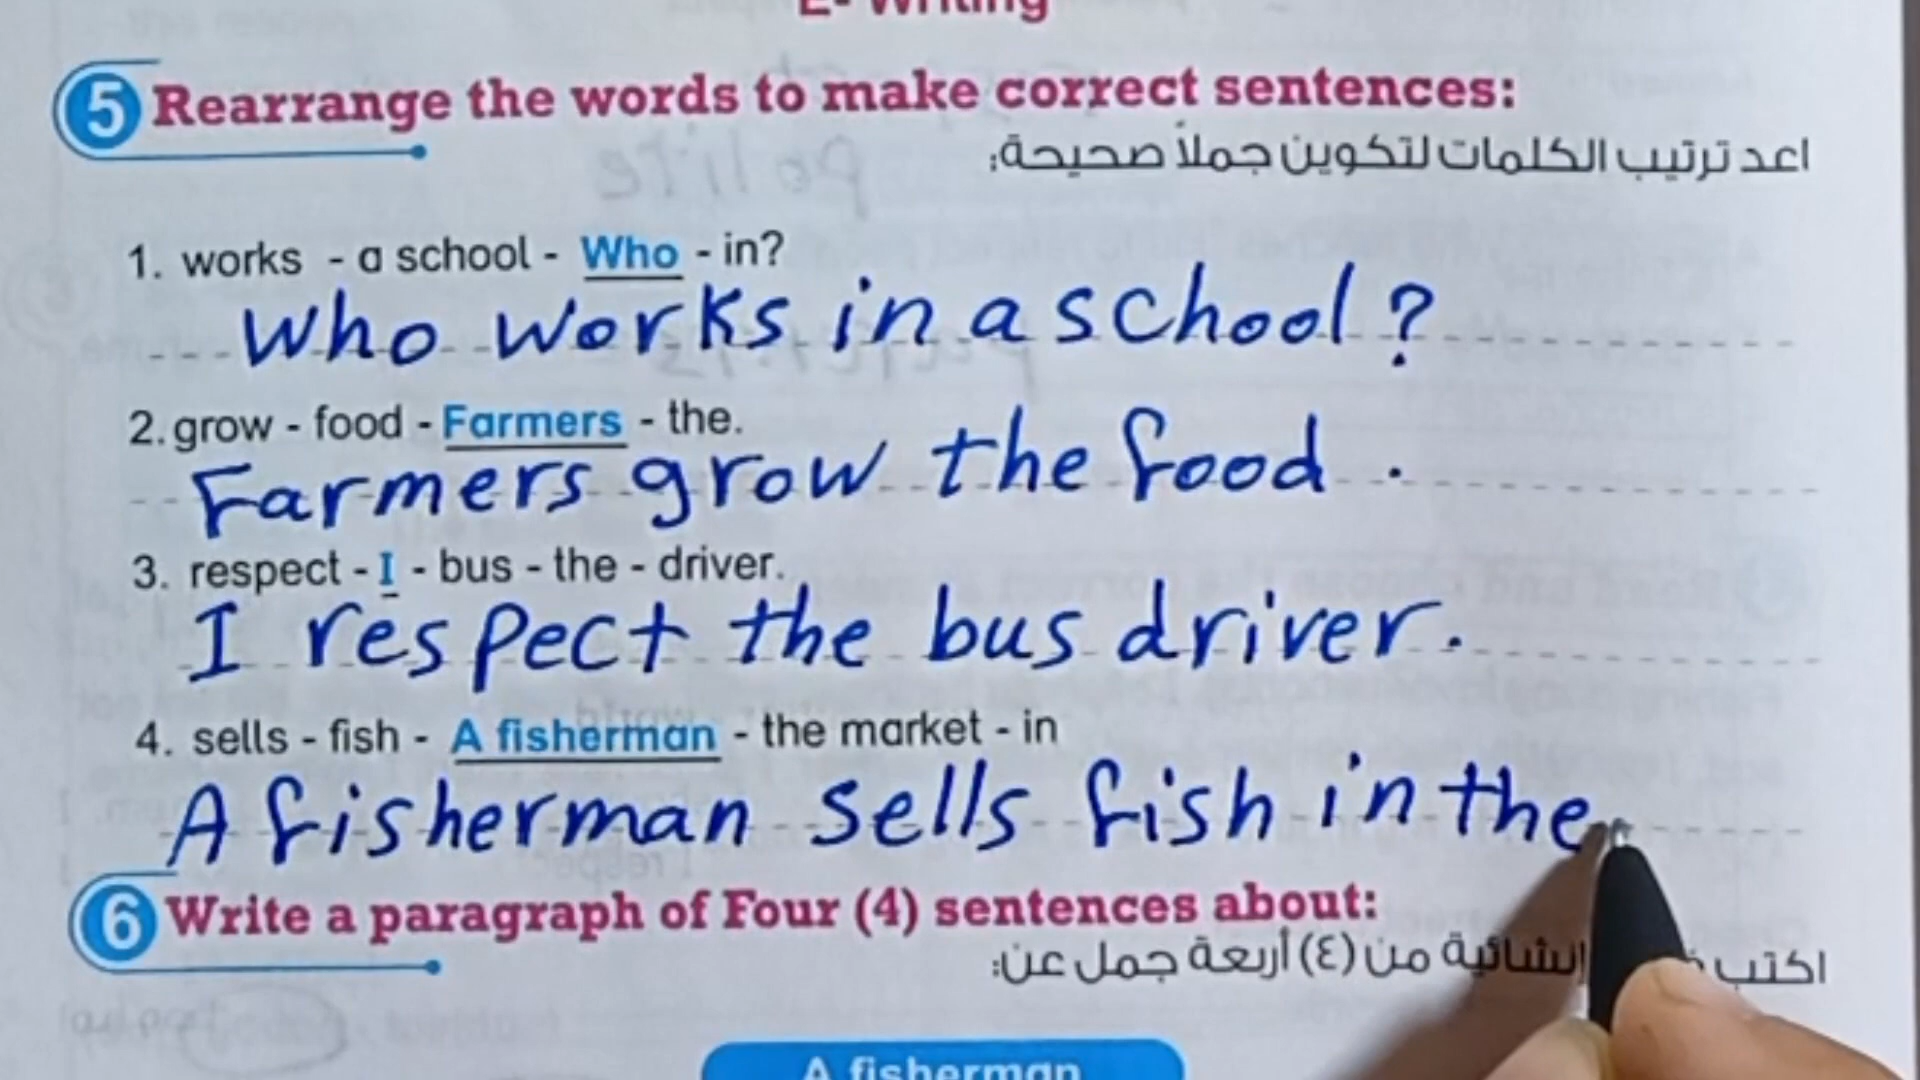 E- Writing
5 Rearrange the words to make correct sentences:
اعد ترتيب الكلمات لتكوين جملاً صحيحة:
1. works - a school - Who - in?
Who works in a school ?
2. grow - food - Farmers - the.
Farmers grow the food .
3. respect - I - bus - the - driver.
I respect the bus driver.
4. sells - fish - A fisherman - the market - in
A fisherman sells fish in the
6 Write a paragraph of Four (4) sentences about:
اكتب إنشائية من (٤) أربعة جمل عن:
A fisherman